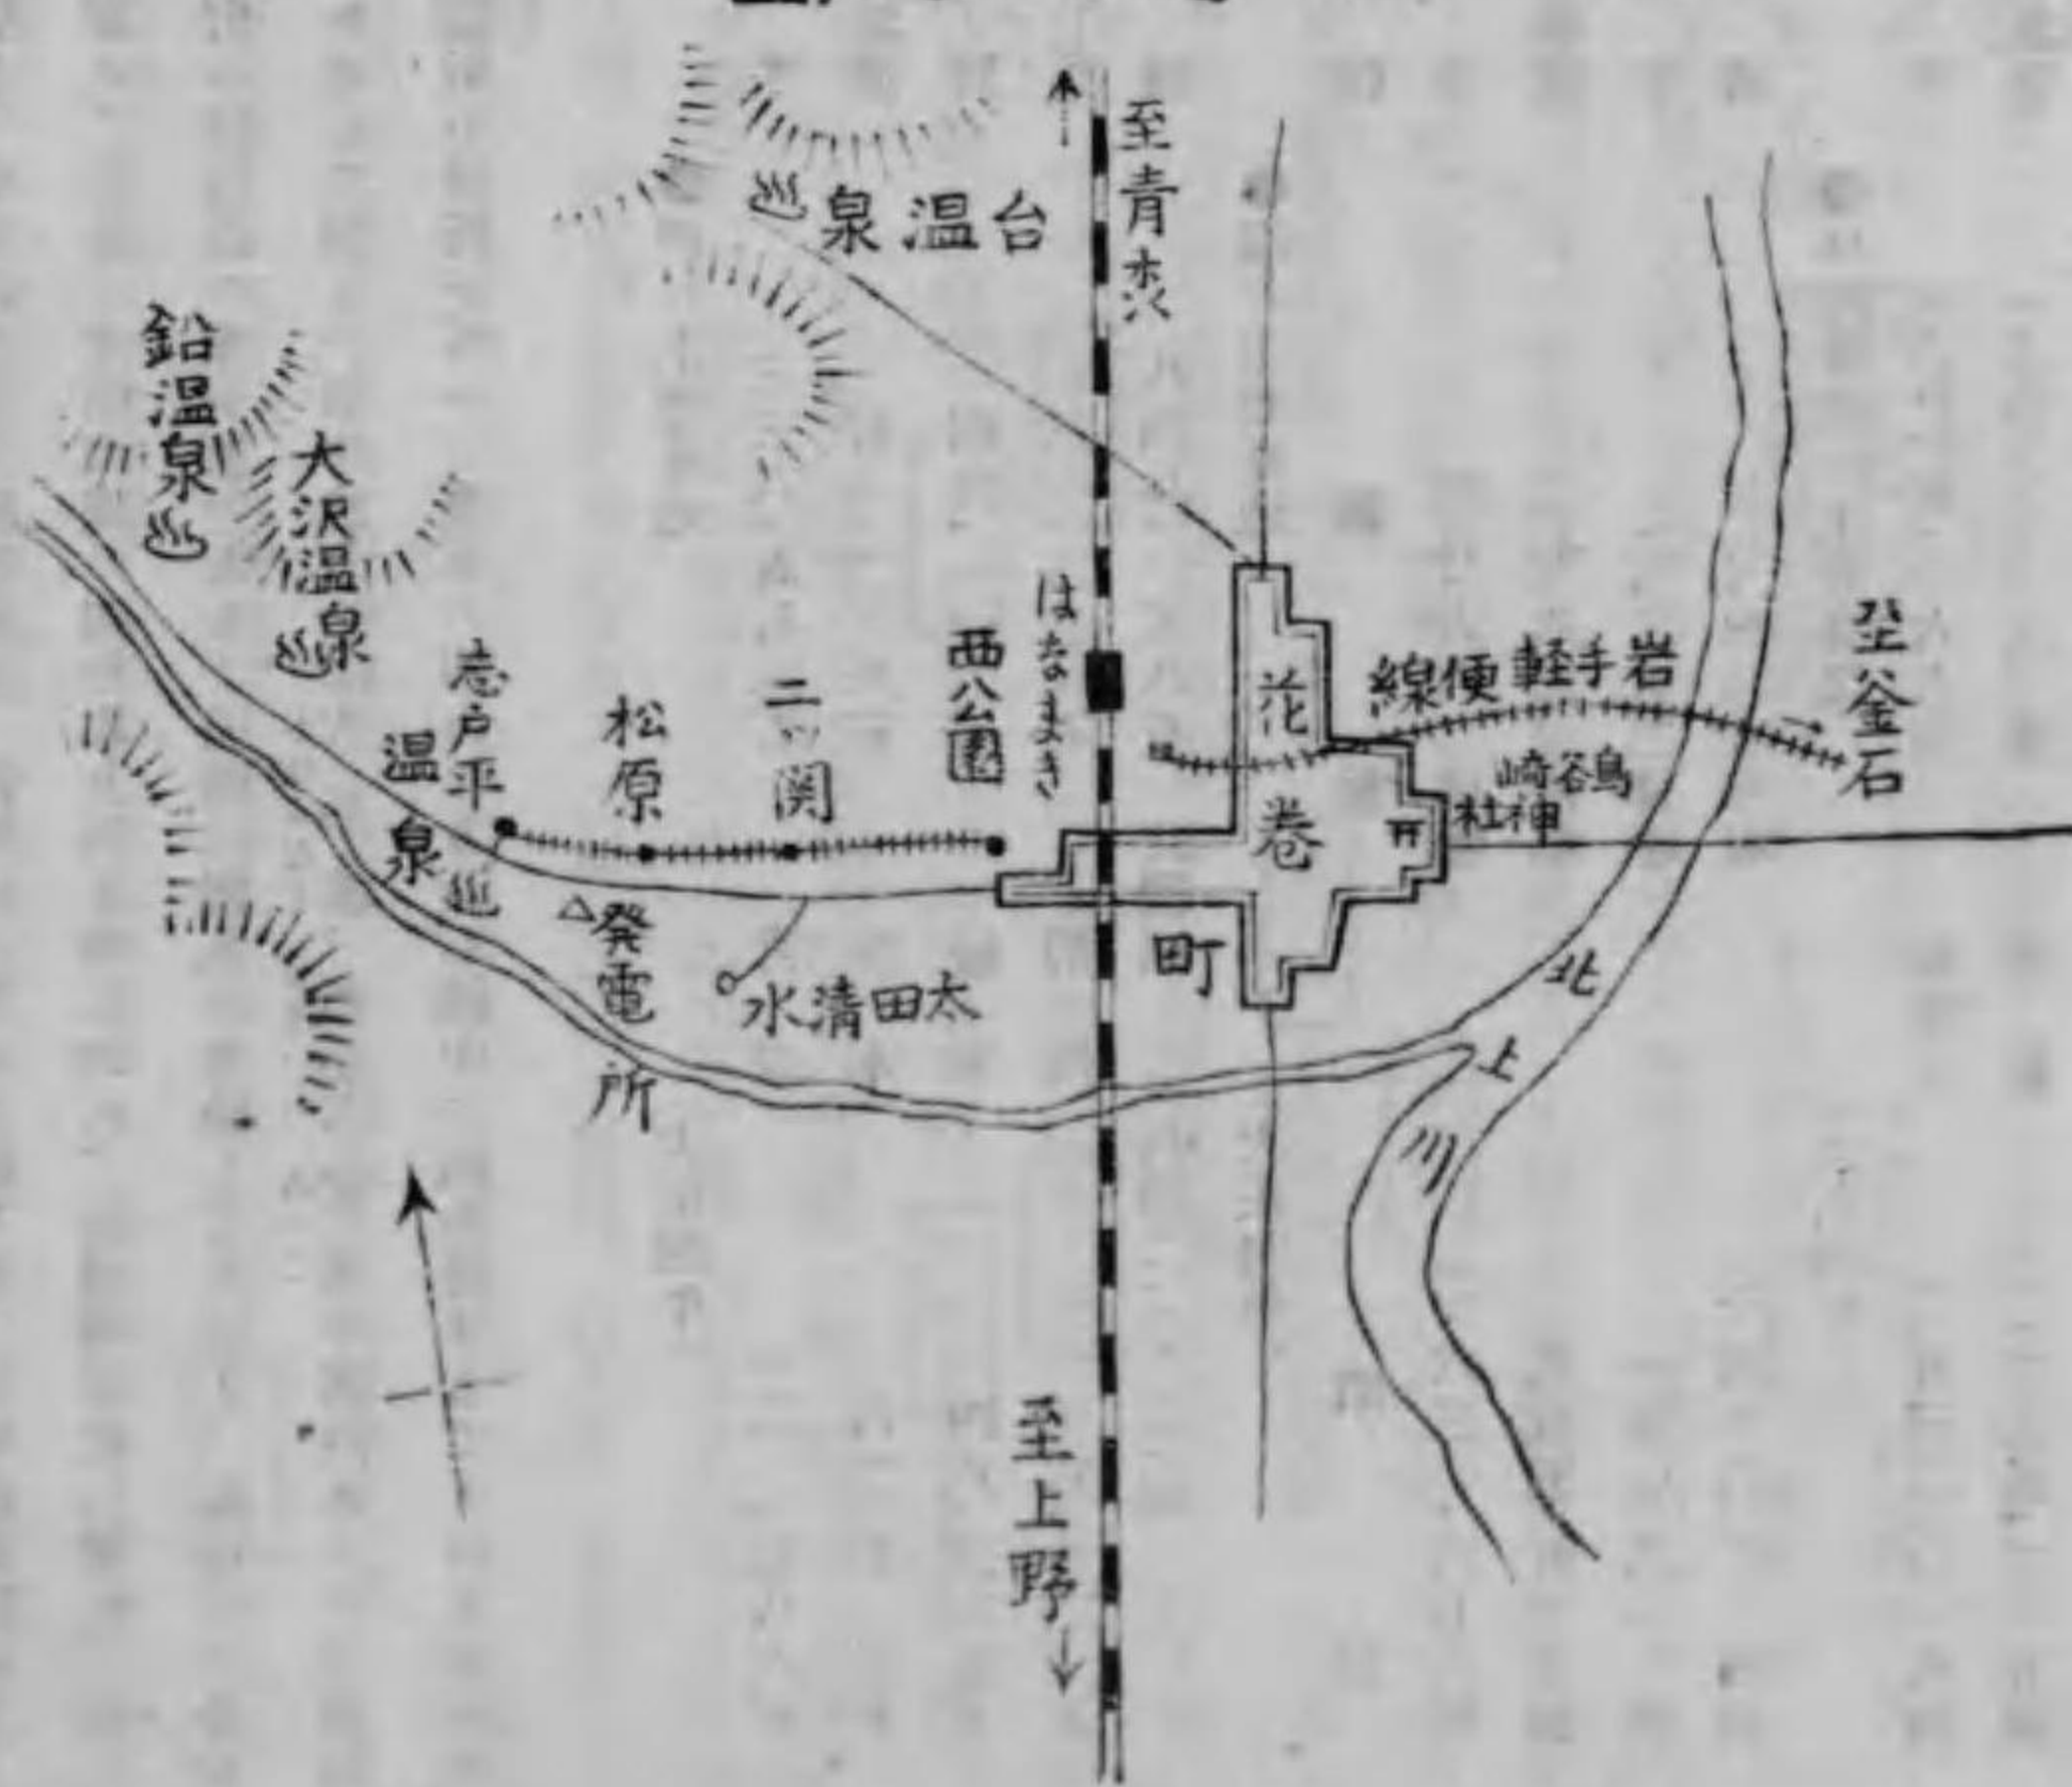 至青森
台温泉
鉛温泉
大沢温泉
志戸平
温泉
松原
二ッ関
西公園
はなまき
花巻
町
岩手軽便線
至釜石
鳥谷崎
神社
発電所
太田清水
北上川
至上野